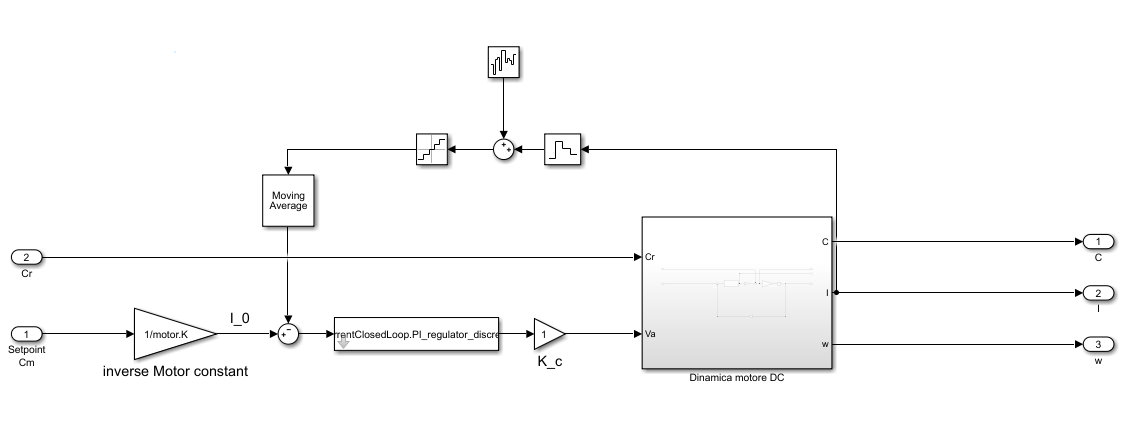 Moving
Average
2
Cr
Cr
C
1
C
I
2
I
1
Setpoint
Cm
1/motor.K
inverse Motor constant
I_0
rrentClosedLoop.PI_regulator_discre
1
K_c
Va
w
3
w
Dinamica motore DC